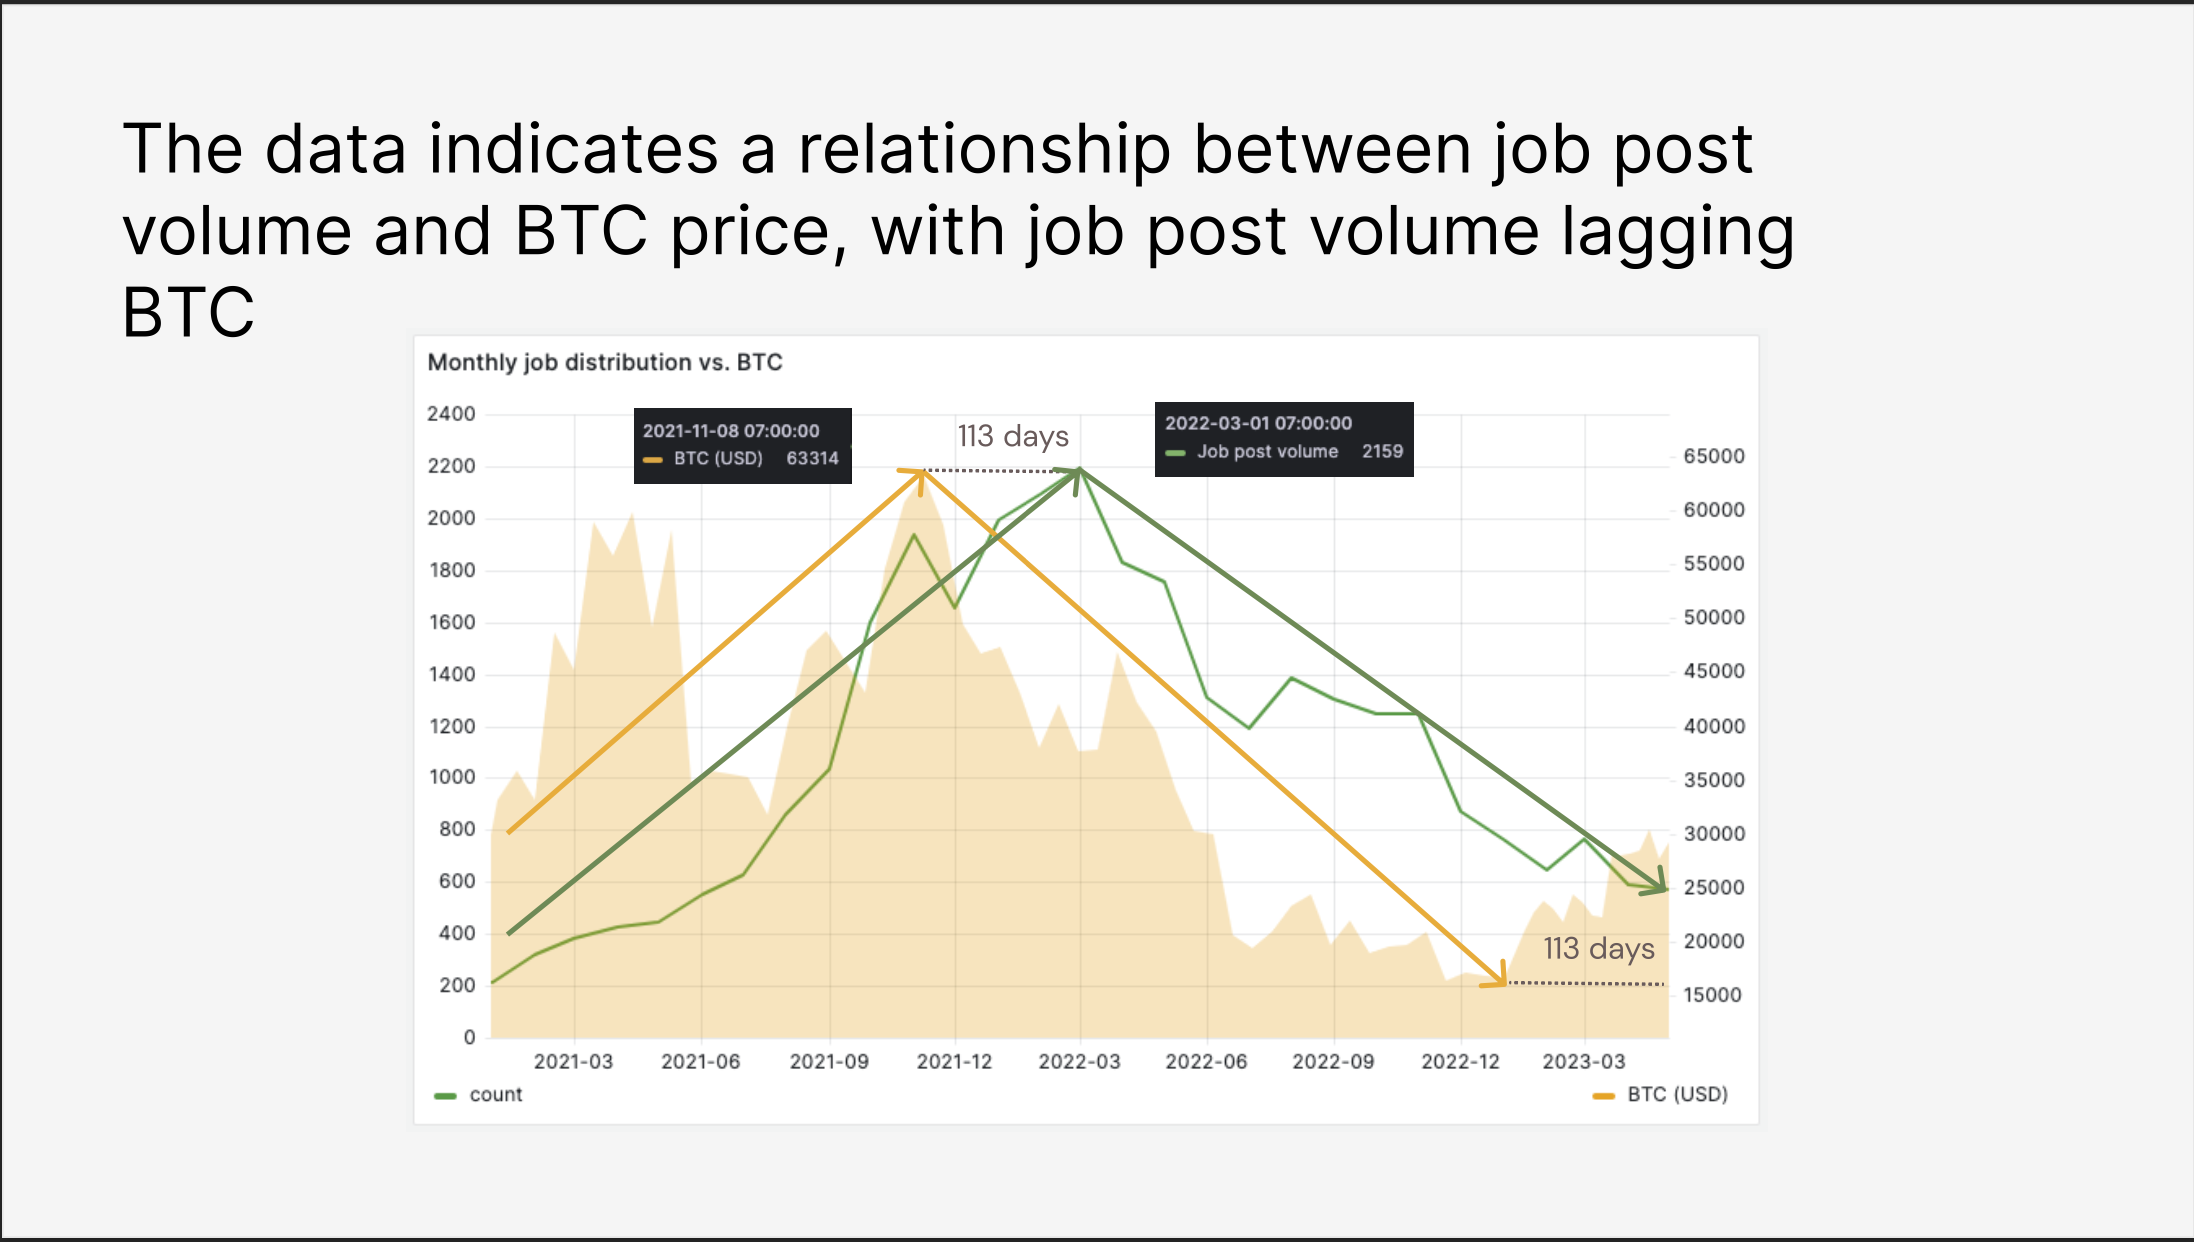 The data indicates a relationship between job post
volume and BTC price, with job post volume lagging
BTC
Monthly job distribution vs. BTC
2400
2200
2000
1800
1600
1400
1200
1000
800
600
400
200
0
2021-11-08 07:00:00
BTC (USD) 63314
113 days
2022-03-01 07:00:00
Job post volume 2159
65000
60000
55000
50000
45000
40000
35000
30000
25000
20000
15000
113 days
2021-03 2021-06 2021-09 2021-12 2022-03 2022-06 2022-09 2022-12 2023-03
count
BTC (USD)